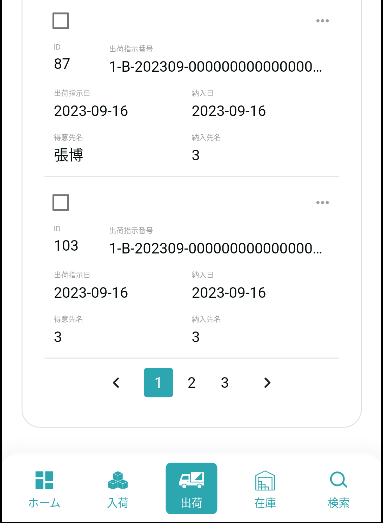 ID 出荷指示番号
87 1-B-202309-000000000000000...
出荷指示日 納入日
2023-09-16 2023-09-16
得意先名 納入先名
張博 3
ID 出荷指示番号
103 1-B-202309-000000000000000...
出荷指示日 納入日
2023-09-16 2023-09-16
得意先名 納入先名
3 3
1 2 3
ホーム 入荷 出荷 在庫 検索